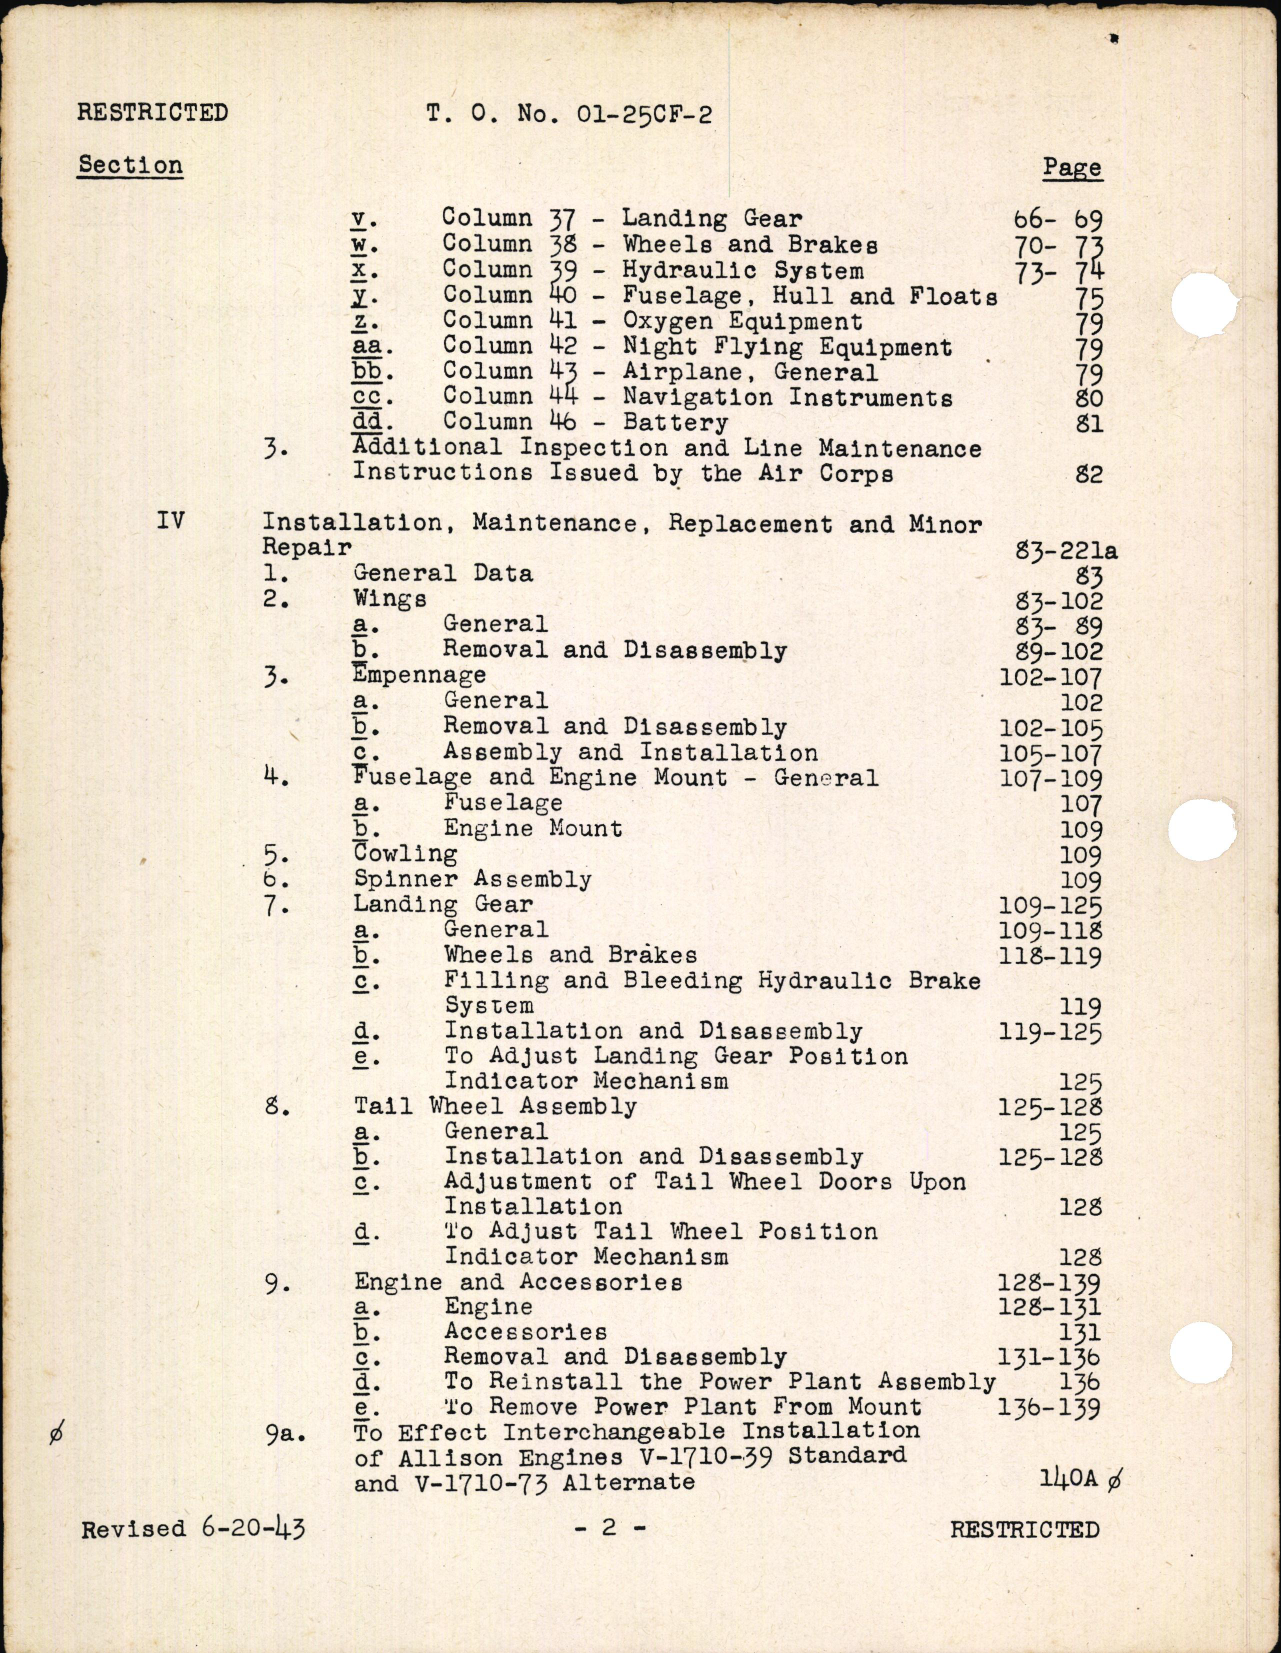 RESTRICTED T. O. No. 01-25CF-2
Section Page
v. Column 37 - Landing Gear 66- 69
w. Column 38 - Wheels and Brakes 70- 73
x. Column 39 - Hydraulic System 73- 74
y. Column 40 - Fuselage, Hull and Floats 75
z. Column 41 - Oxygen Equipment 79
aa. Column 42 - Night Flying Equipment 79
bb. Column 43 - Airplane, General 79
cc. Column 44 - Navigation Instruments 80
dd. Column 46 - Battery 81
3. Additional Inspection and Line Maintenance
Instructions Issued by the Air Corps 82
IV Installation, Maintenance, Replacement and Minor
Repair 83-221a
1. General Data 83
2. Wings 83-102
a. General 83- 89
b. Removal and Disassembly 89-102
3. Empennage 102-107
a. General 102
b. Removal and Disassembly 102-105
c. Assembly and Installation 105-107
4. Fuselage and Engine Mount - General 107-109
a. Fuselage 107
b. Engine Mount 109
5. Cowling 109
6. Spinner Assembly 109
7. Landing Gear 109-125
a. General 109-118
b. Wheels and Brakes 118-119
c. Filling and Bleeding Hydraulic Brake
System 119
d. Installation and Disassembly 119-125
e. To Adjust Landing Gear Position
Indicator Mechanism 125
8. Tail Wheel Assembly 125-128
a. General 125
b. Installation and Disassembly 125-128
c. Adjustment of Tail Wheel Doors Upon
Installation 128
d. To Adjust Tail Wheel Position
Indicator Mechanism 128
9. Engine and Accessories 128-139
a. Engine 128-131
b. Accessories 131
c. Removal and Disassembly 131-136
d. To Reinstall the Power Plant Assembly 136
e. To Remove Power Plant From Mount 136-139
ø 9a. To Effect Interchangeable Installation
of Allison Engines V-1710-39 Standard
and V-1710-73 Alternate 140A ø
Revised 6-20-43 - 2 - RESTRICTED